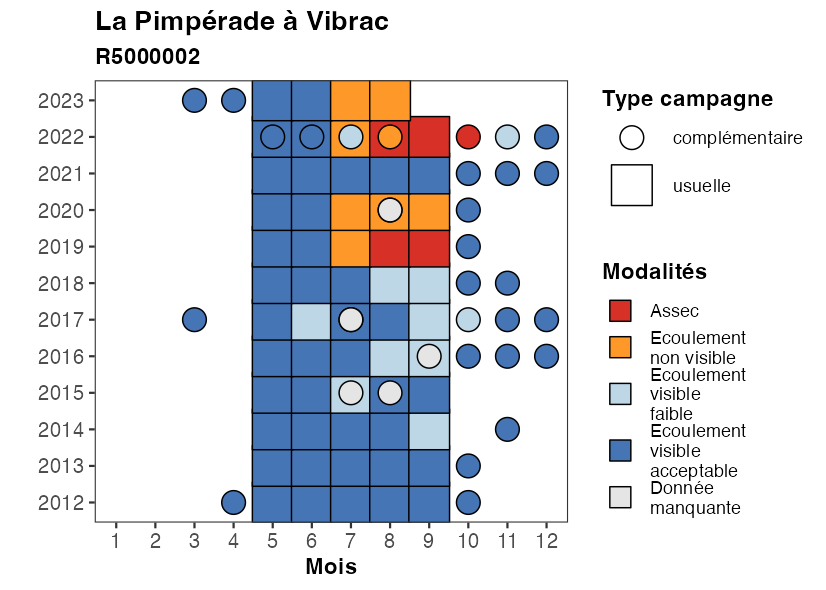 La Pimpérade à Vibrac
R5000002
2023
2022
2021
2020
2019
2018
2017
2016
2015
2014
2013
2012
1 2 3 4 5 6 7 8 9 10 11 12
Mois
Type campagne
complémentaire
usuelle
Modalités
Assec
Ecoulement
non visible
Ecoulement
visible
faible
Ecoulement
visible
acceptable
Donnée
manquante